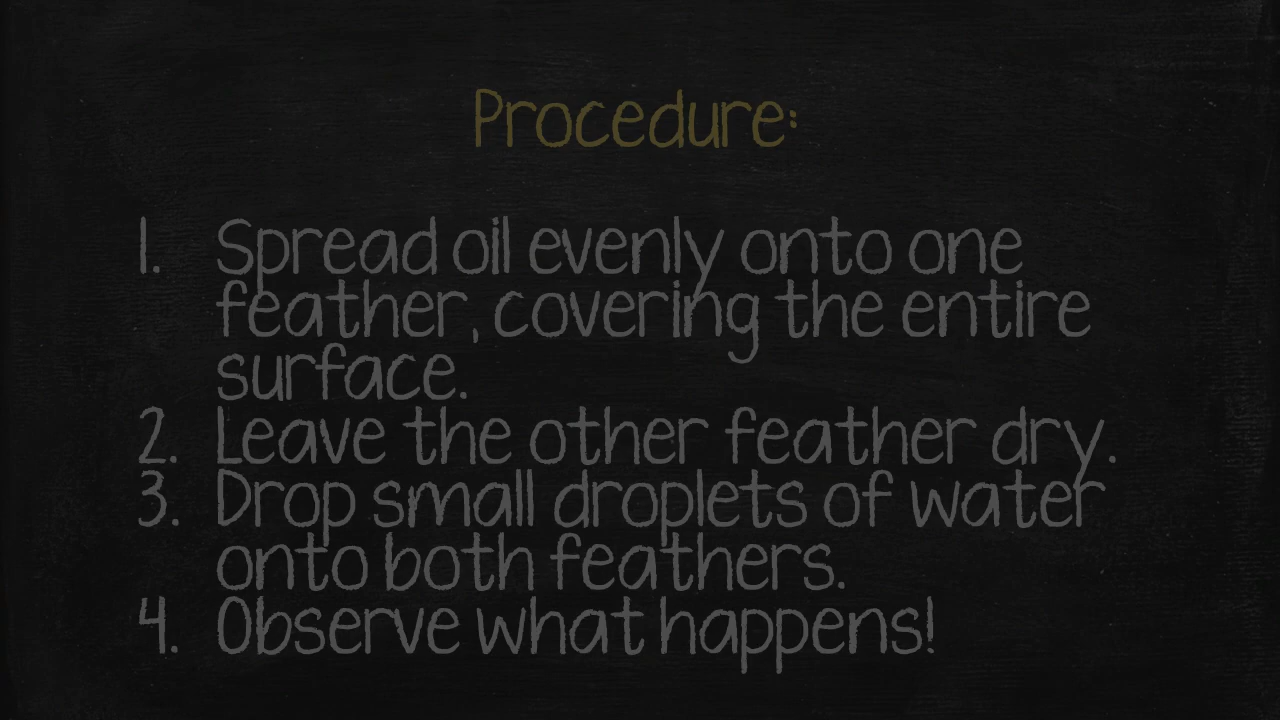 Procedure:
1. Spread oil evenly onto one
feather, covering the entire
surface.
2. Leave the other feather dry.
3. Drop small droplets of water
onto both feathers.
4. Observe what happens!